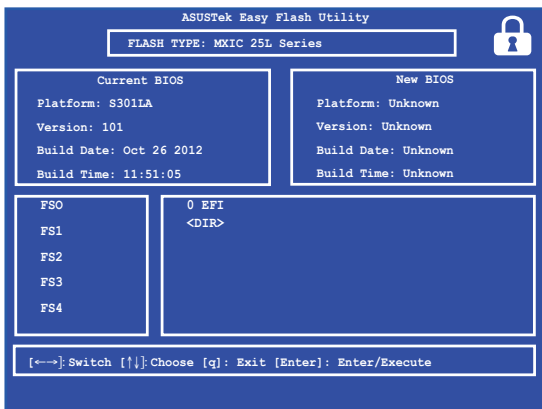 ASUSTek Easy Flash Utility
FLASH TYPE: MXIC 25L Series
Current BIOS
Platform: S301LA
Version: 101
Build Date: Oct 26 2012
Build Time: 11:51:05
New BIOS
Platform: Unknown
Version: Unknown
Build Date: Unknown
Build Time: Unknown
FSO
FS1
FS2
FS3
FS4
0 EFI
<DIR>
[←→]: Switch [↑↓]: Choose [q]: Exit [Enter]: Enter/Execute